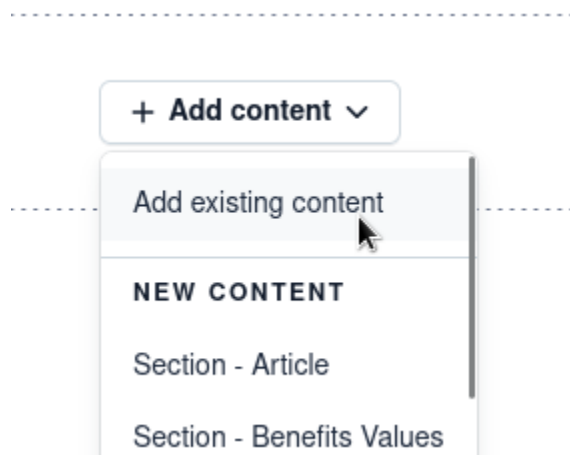 + Add content
Add existing content
NEW CONTENT
Section - Article
Section - Benefits Values